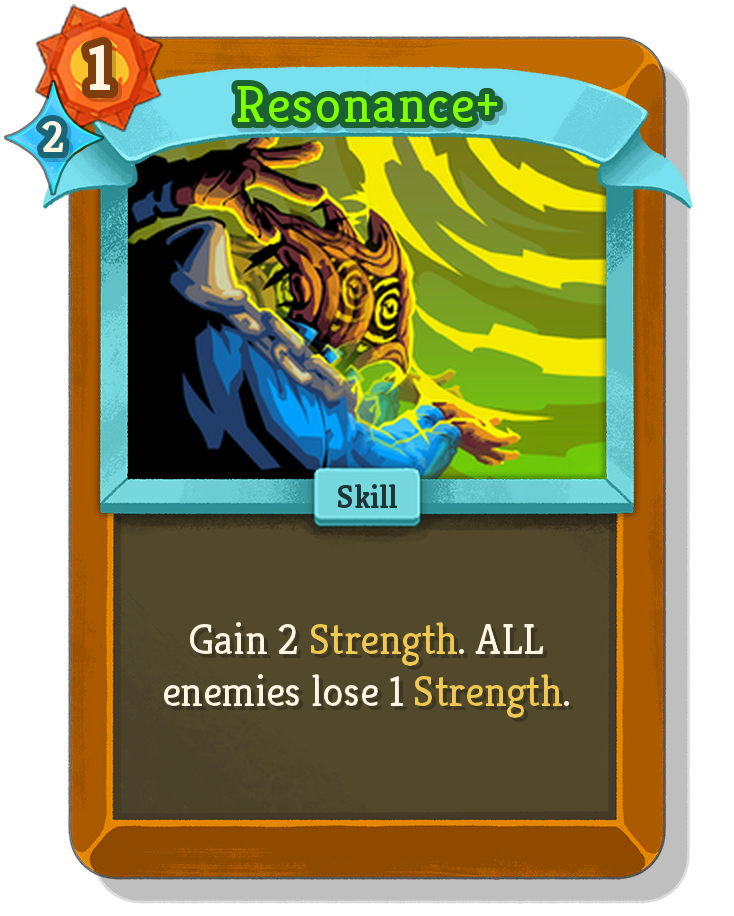 1
Resonance+
2
Skill
Gain 2 Strength. ALL
enemies lose 1 Strength.